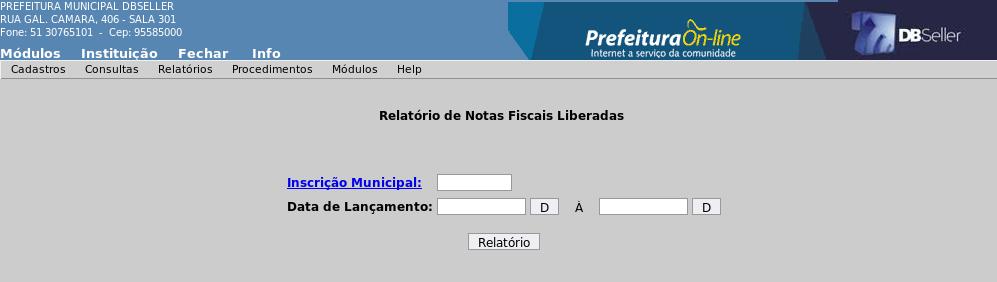 PREFEITURA MUNICIPAL DBSELLER
RUA GAL. CAMARA, 406 - SALA 301
Fone: 51 30765101 - Cep: 95585000
Prefeitura On-line
Internet a serviço da comunidade
DBSeller
Módulos Instituição Fechar Info
Cadastros Consultas Relatórios Procedimentos Módulos Help
Relatório de Notas Fiscais Liberadas
Inscrição Municipal:
Data de Lançamento: D À D
Relatório